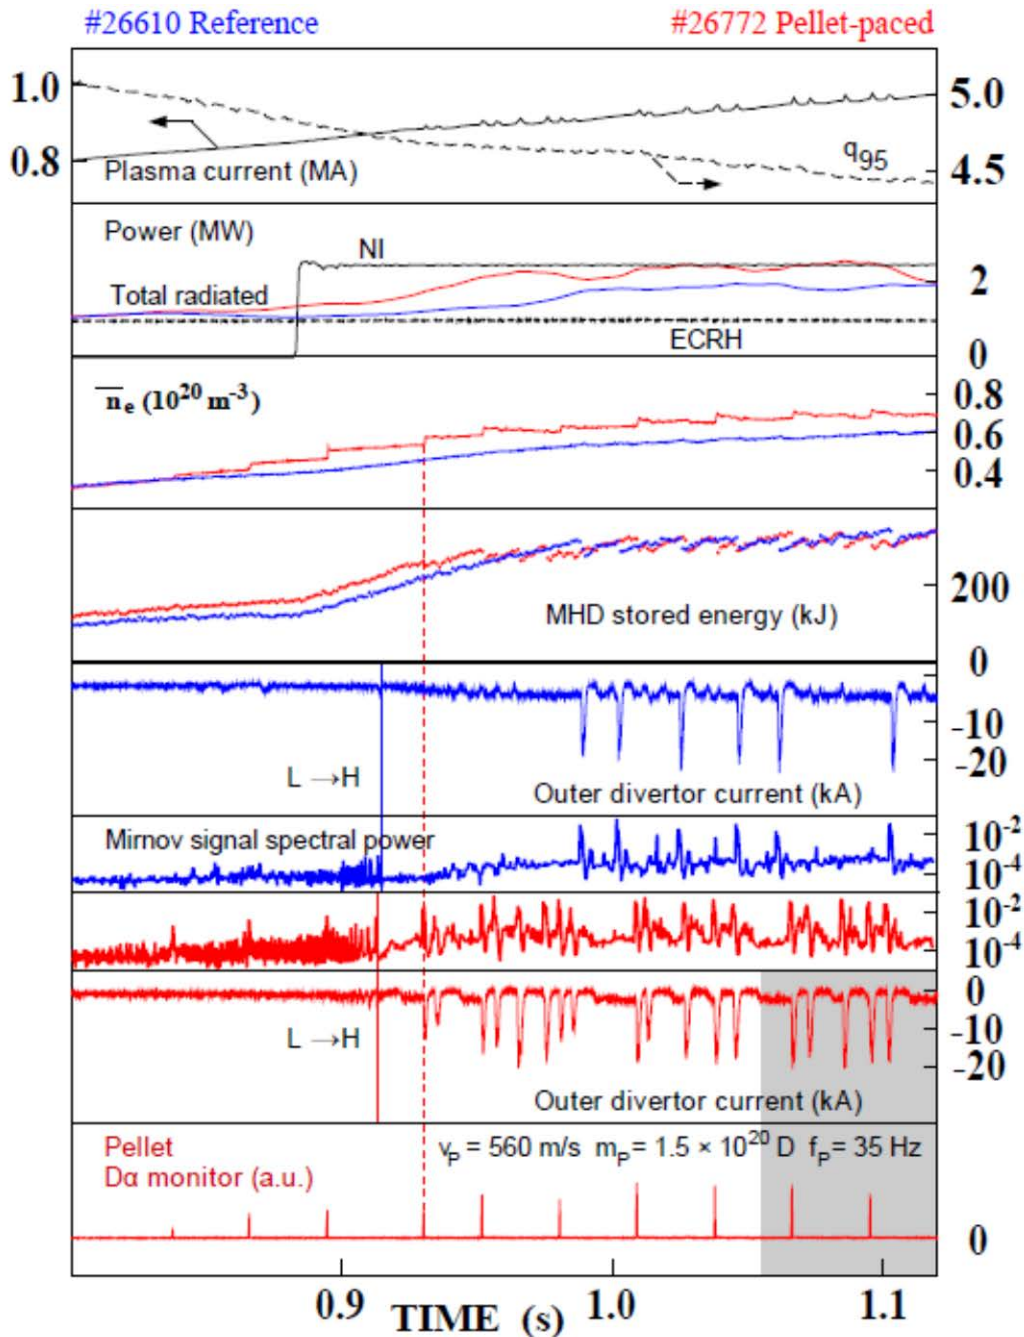 #26610 Reference #26772 Pellet-paced
1.0 5.0
0.8 Plasma current (MA) q95 4.5
Power (MW)
NI
Total radiated 2
ECRH
0
n̅e (10²⁰ m⁻³) 0.8
0.6
0.4
200
MHD stored energy (kJ)
0
-10
L →H -20
Outer divertor current (kA)
Mirnov signal spectral power 10⁻²
10⁻⁴
10⁻²
10⁻⁴
0
L →H -10
-20
Outer divertor current (kA)
Pellet vP = 560 m/s mP= 1.5 × 10²⁰ D fP= 35 Hz
Dα monitor (a.u.)
0
0.9 1.0 1.1
TIME (s)